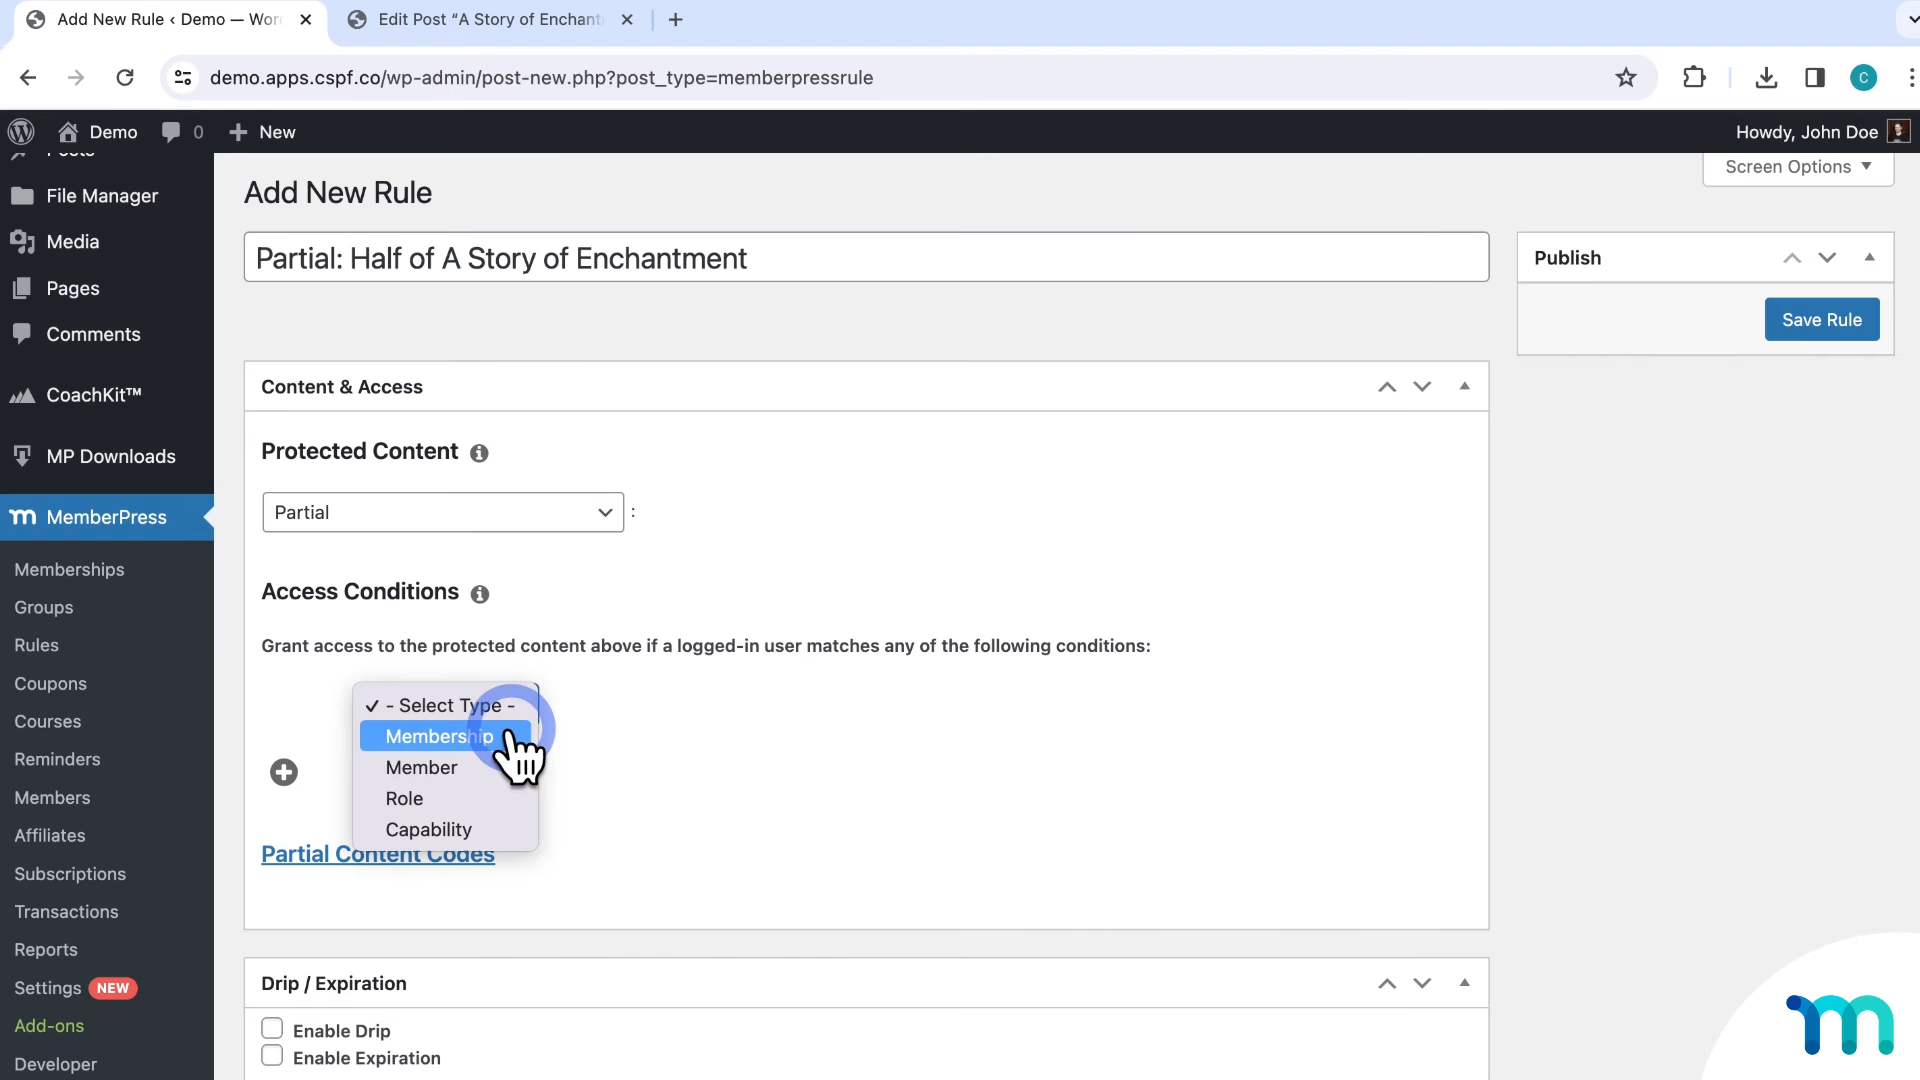 Add New Rule ‹ Demo — Wor
Edit Post “A Story of Enchant
demo.apps.cspf.co/wp-admin/post-new.php?post_type=memberpressrule
C
Demo
0
New
Howdy, John Doe
Posts
File Manager
Media
Pages
Comments
CoachKit™
MP Downloads
MemberPress
Memberships
Groups
Rules
Coupons
Courses
Reminders
Members
Affiliates
Subscriptions
Transactions
Reports
Settings NEW
Add-ons
Developer
Screen Options
Add New Rule
Partial: Half of A Story of Enchantment
Publish
Save Rule
Content & Access
Protected Content
Partial
:
Access Conditions
Grant access to the protected content above if a logged-in user matches any of the following conditions:
- Select Type -
Membership
Member
Role
Capability
Partial Content Codes
Drip / Expiration
Enable Drip
Enable Expiration